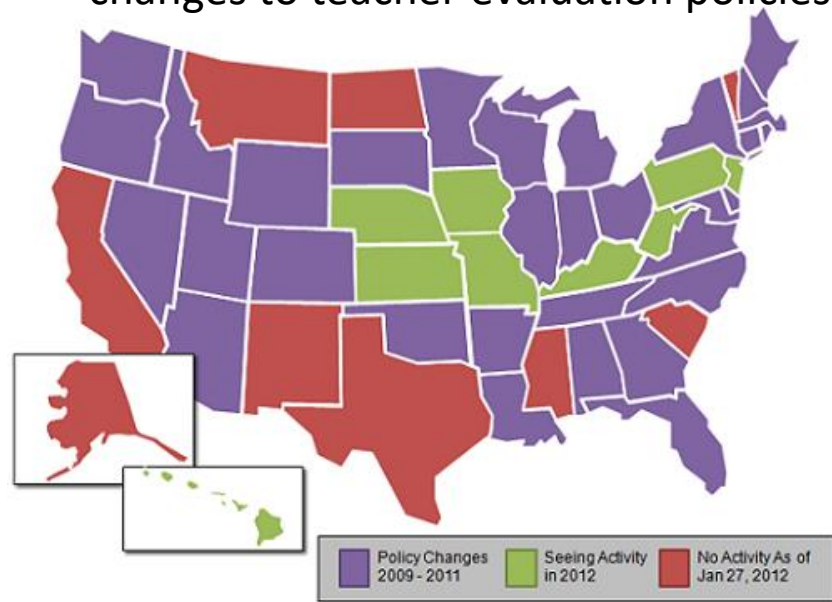 changes to teacher evaluation policies
Policy Changes
2009 - 2011
Seeing Activity
in 2012
No Activity As of
Jan 27, 2012